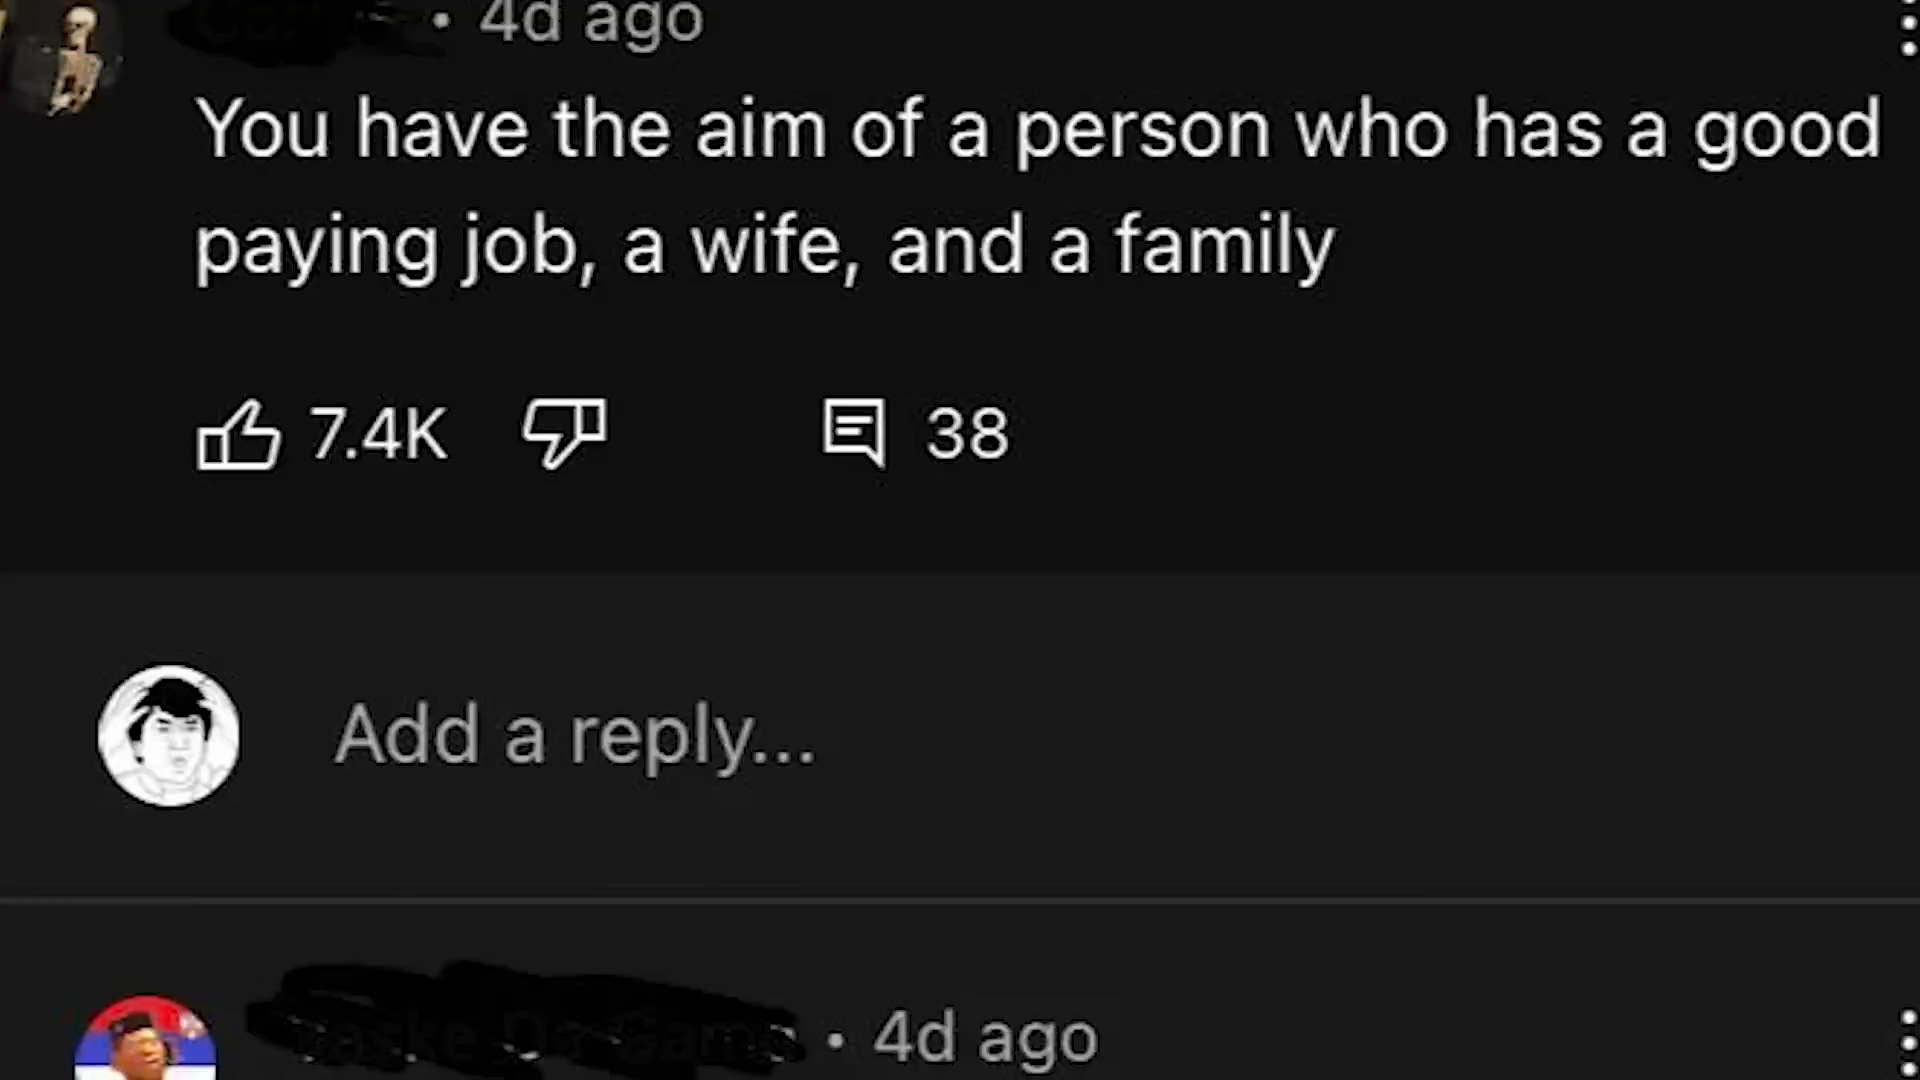 • 4d ago
You have the aim of a person who has a good
paying job, a wife, and a family
7.4K 38
Add a reply...
• 4d ago